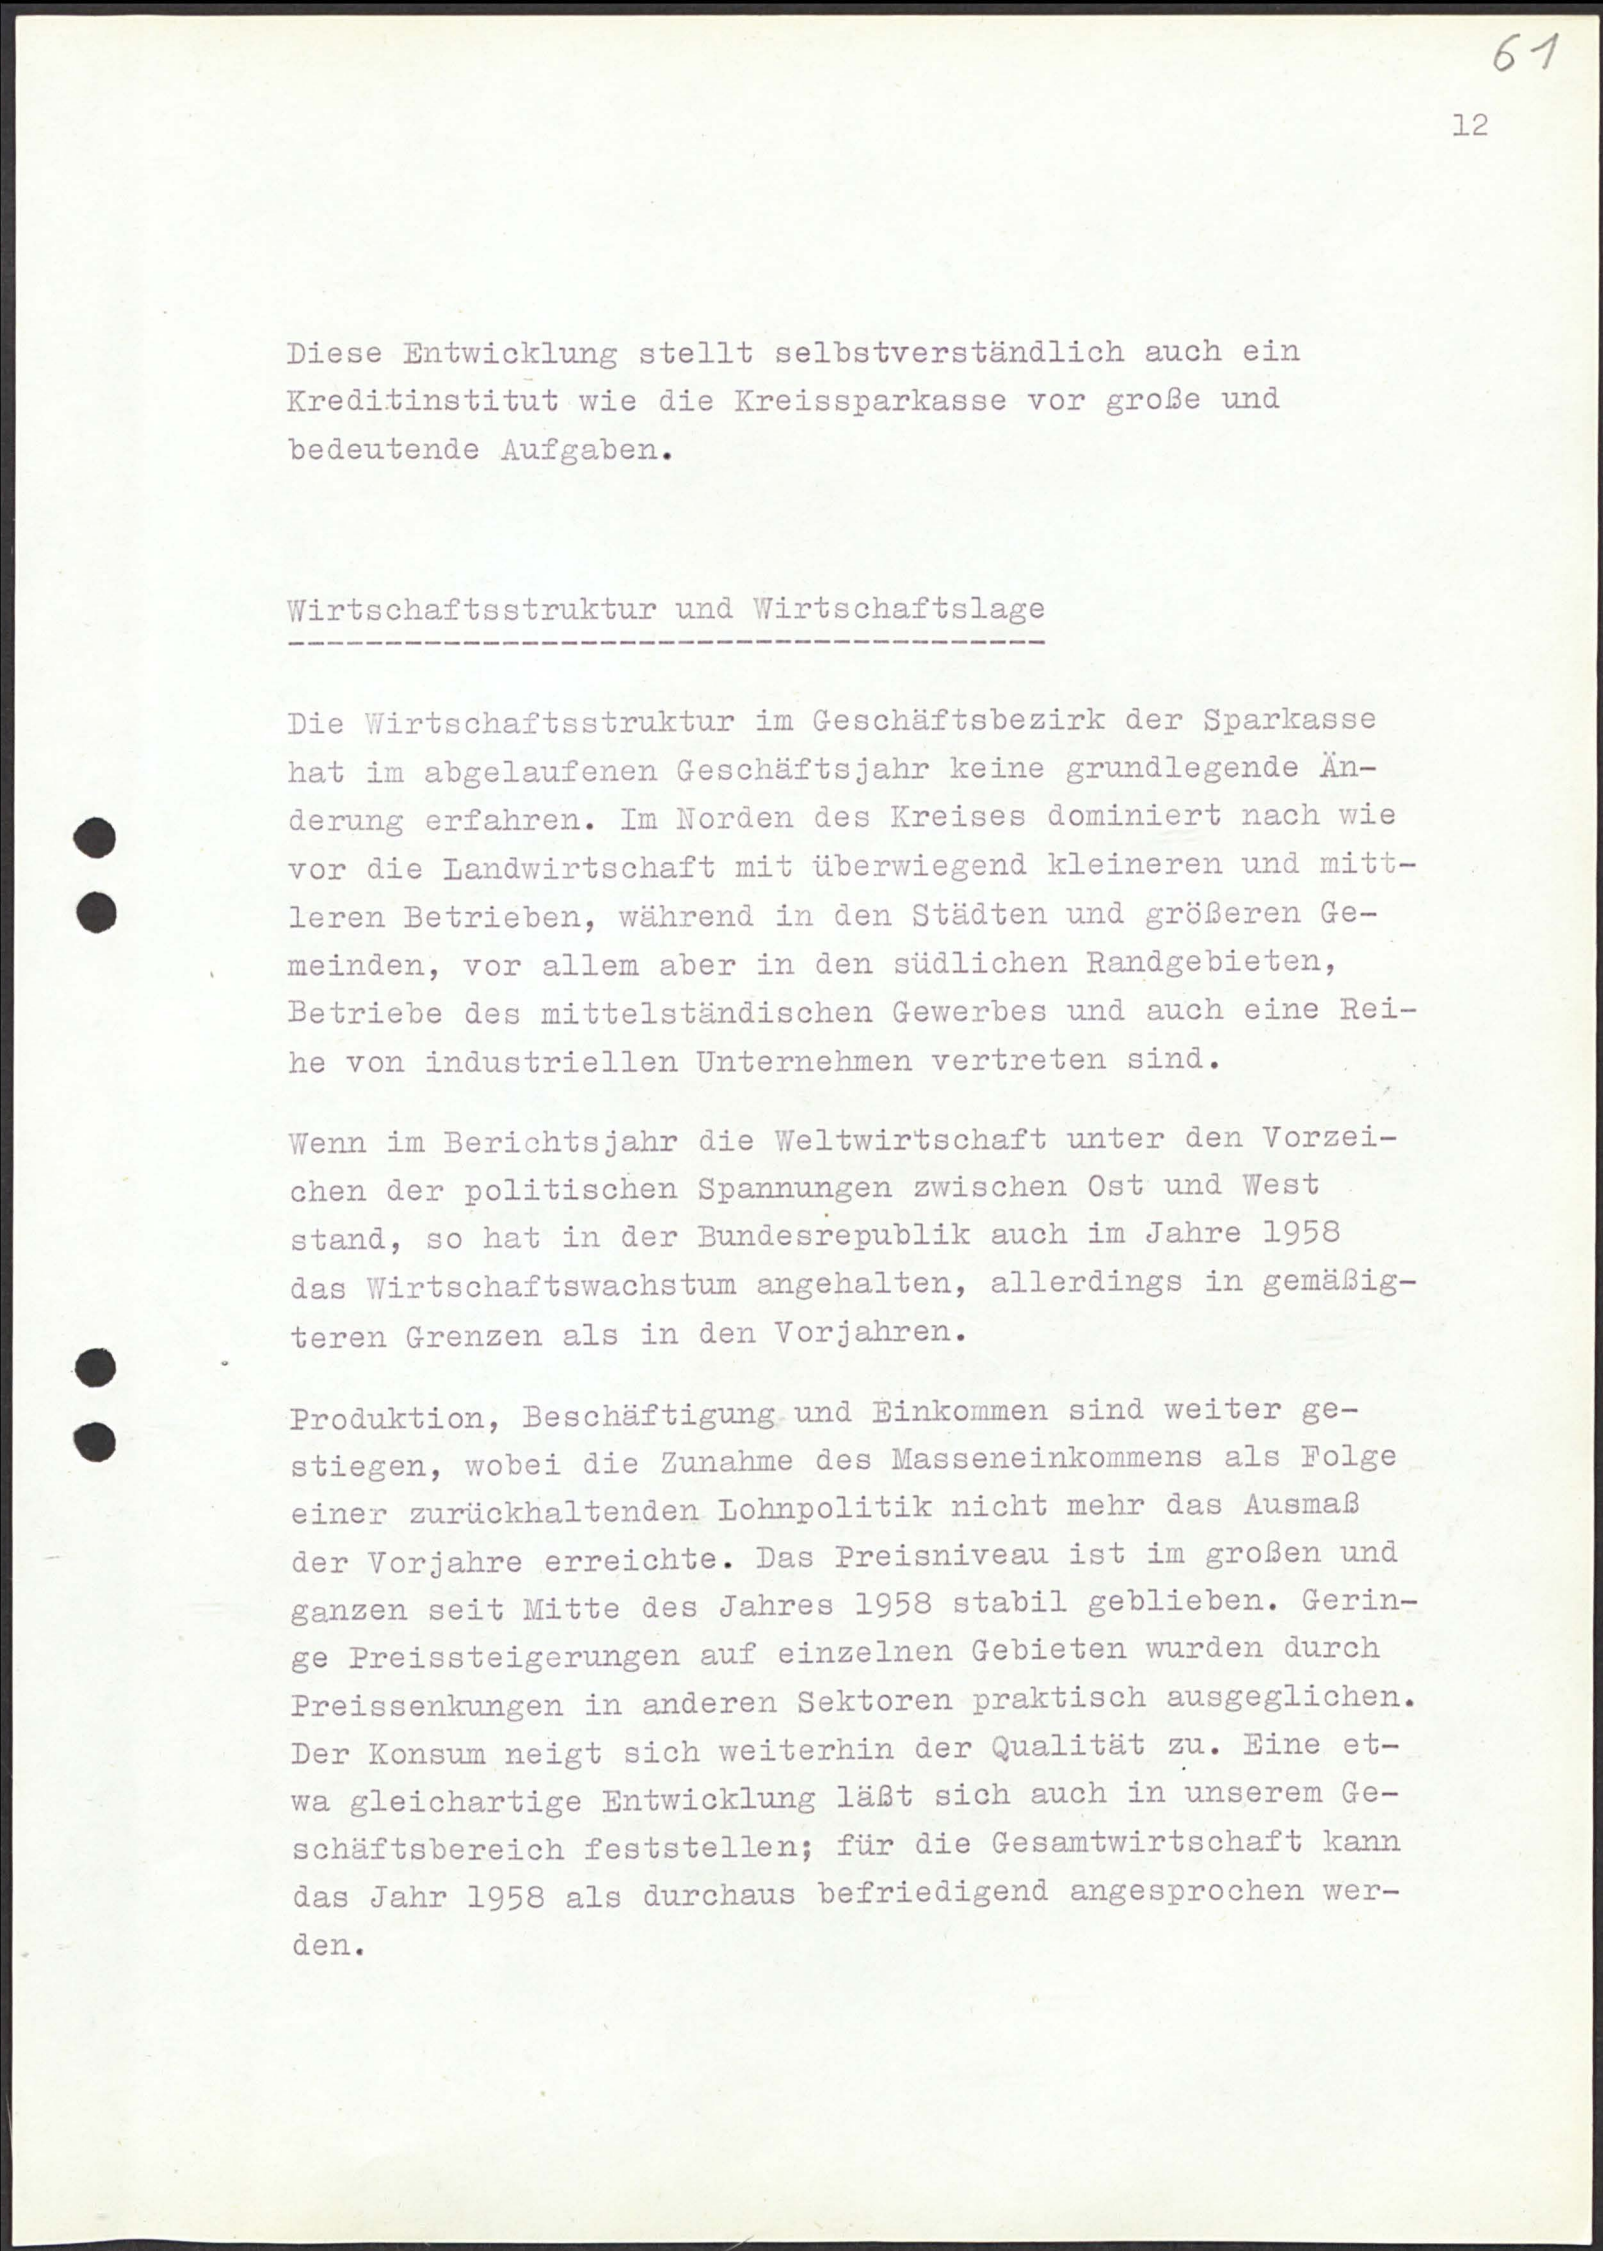 61
12
Diese Entwicklung stellt selbstverständlich auch ein
Kreditinstitut wie die Kreissparkasse vor große und
bedeutende Aufgaben.
Wirtschaftsstruktur und Wirtschaftslage
Die Wirtschaftsstruktur im Geschäftsbezirk der Sparkasse
hat im abgelaufenen Geschäftsjahr keine grundlegende Än-
derung erfahren. Im Norden des Kreises dominiert nach wie
vor die Landwirtschaft mit überwiegend kleineren und mitt-
leren Betrieben, während in den Städten und größeren Ge-
meinden, vor allem aber in den südlichen Randgebieten,
Betriebe des mittelständischen Gewerbes und auch eine Rei-
he von industriellen Unternehmen vertreten sind.
Wenn im Berichtsjahr die Weltwirtschaft unter den Vorzei-
chen der politischen Spannungen zwischen Ost und West
stand, so hat in der Bundesrepublik auch im Jahre 1958
das Wirtschaftswachstum angehalten, allerdings in gemäßig-
teren Grenzen als in den Vorjahren.
Produktion, Beschäftigung und Einkommen sind weiter ge-
stiegen, wobei die Zunahme des Masseneinkommens als Folge
einer zurückhaltenden Lohnpolitik nicht mehr das Ausmaß
der Vorjahre erreichte. Das Preisniveau ist im großen und
ganzen seit Mitte des Jahres 1958 stabil geblieben. Gerin-
ge Preissteigerungen auf einzelnen Gebieten wurden durch
Preissenkungen in anderen Sektoren praktisch ausgeglichen.
Der Konsum neigt sich weiterhin der Qualität zu. Eine et-
wa gleichartige Entwicklung läßt sich auch in unserem Ge-
schäftsbereich feststellen; für die Gesamtwirtschaft kann
das Jahr 1958 als durchaus befriedigend angesprochen wer-
den.